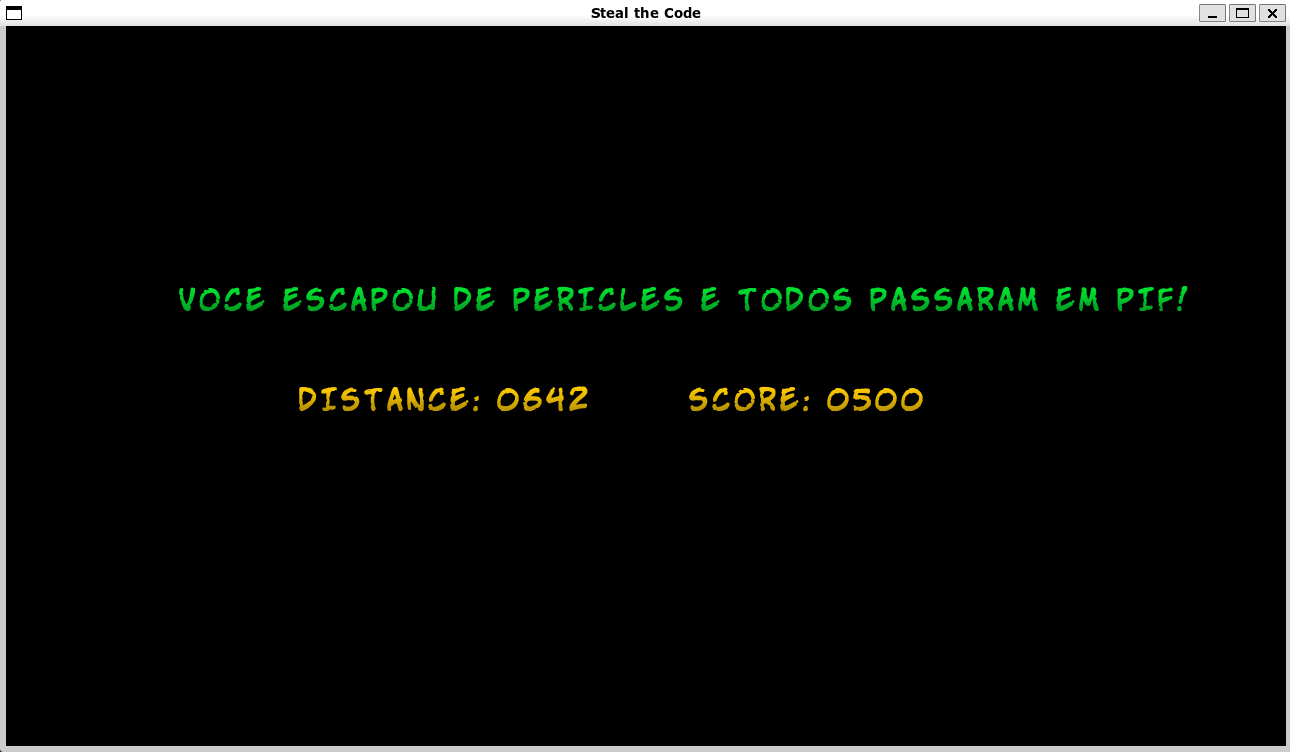 Steal the Code
VOCE ESCAPOU DE PERICLES E TODOS PASSARAM EM PIF!
DISTANCE: 0642 SCORE: 0500